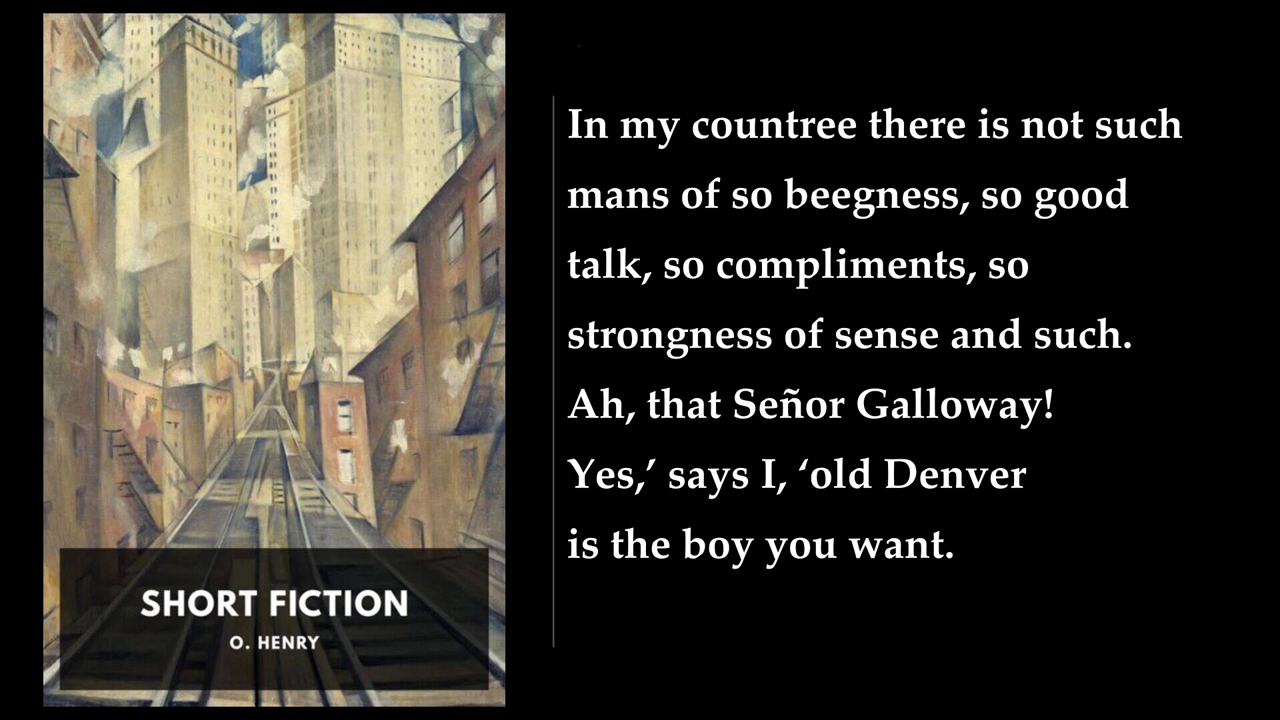 SHORT FICTION
O. HENRY
In my countree there is not such
mans of so beegness, so good
talk, so compliments, so
strongness of sense and such.
Ah, that Señor Galloway!
Yes,’ says I, ‘old Denver
is the boy you want.